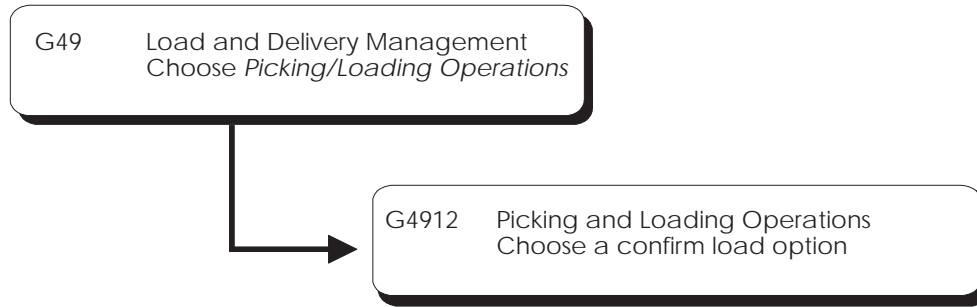 G49 Load and Delivery Management
Choose Picking/Loading Operations
G4912 Picking and Loading Operations
Choose a confirm load option